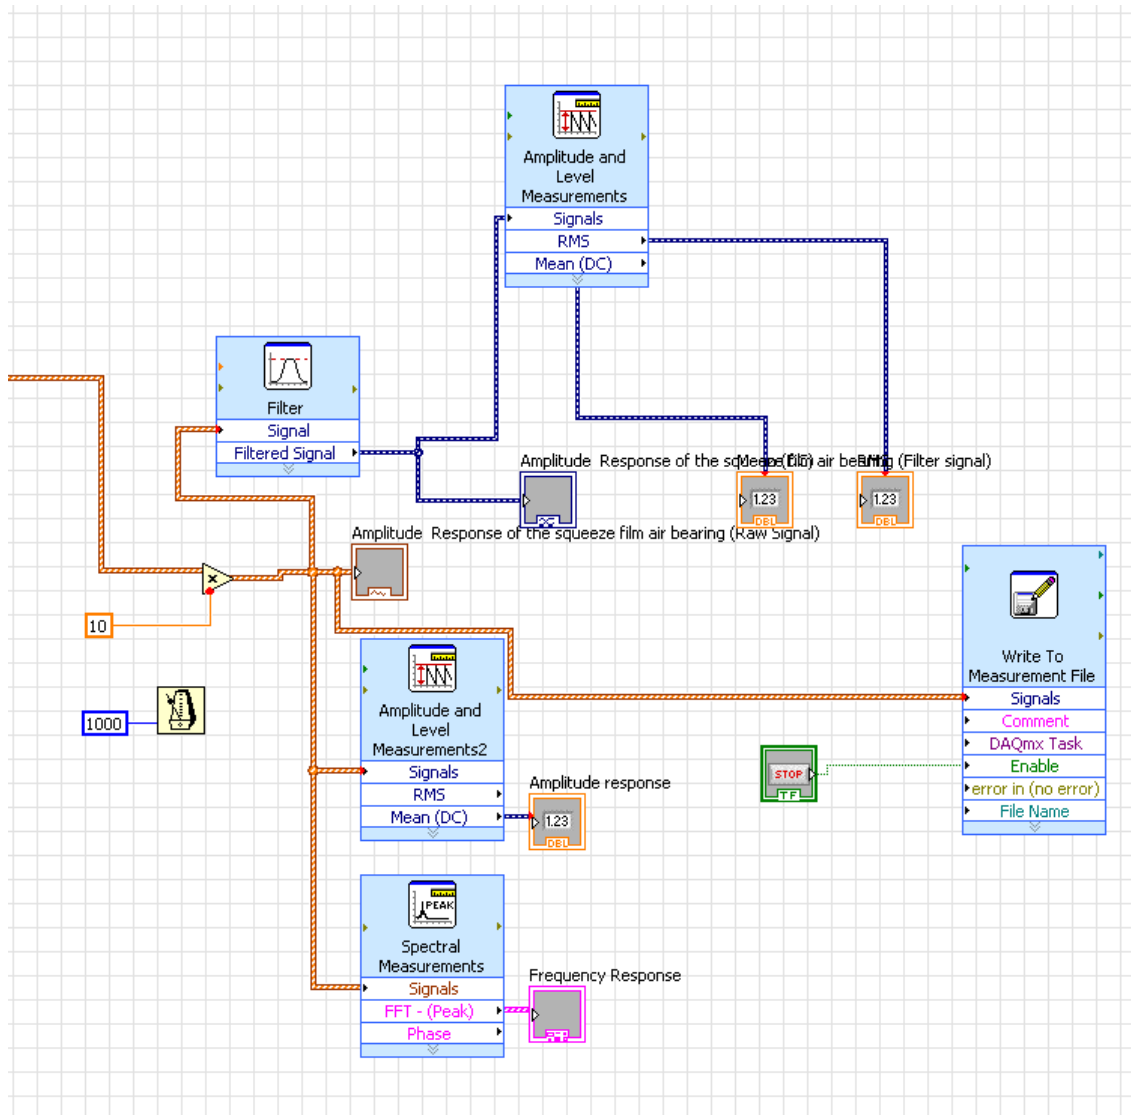 Amplitude and
Level
Measurements
Signals
RMS
Mean (DC)
Filter
Signal
Filtered Signal
Amplitude Response of the squeeze film air bearing (Filter signal)
Mean (DC)
RMS
1.23
DBL
1.23
DBL
Amplitude Response of the squeeze film air bearing (Raw Signal)
10
1000
Amplitude and
Level
Measurements2
Signals
RMS
Mean (DC)
Amplitude response
1.23
DBL
Write To
Measurement File
Signals
Comment
DAQmx Task
Enable
error in (no error)
File Name
STOP
TF
PEAK
Spectral
Measurements
Signals
FFT - (Peak)
Phase
Frequency Response